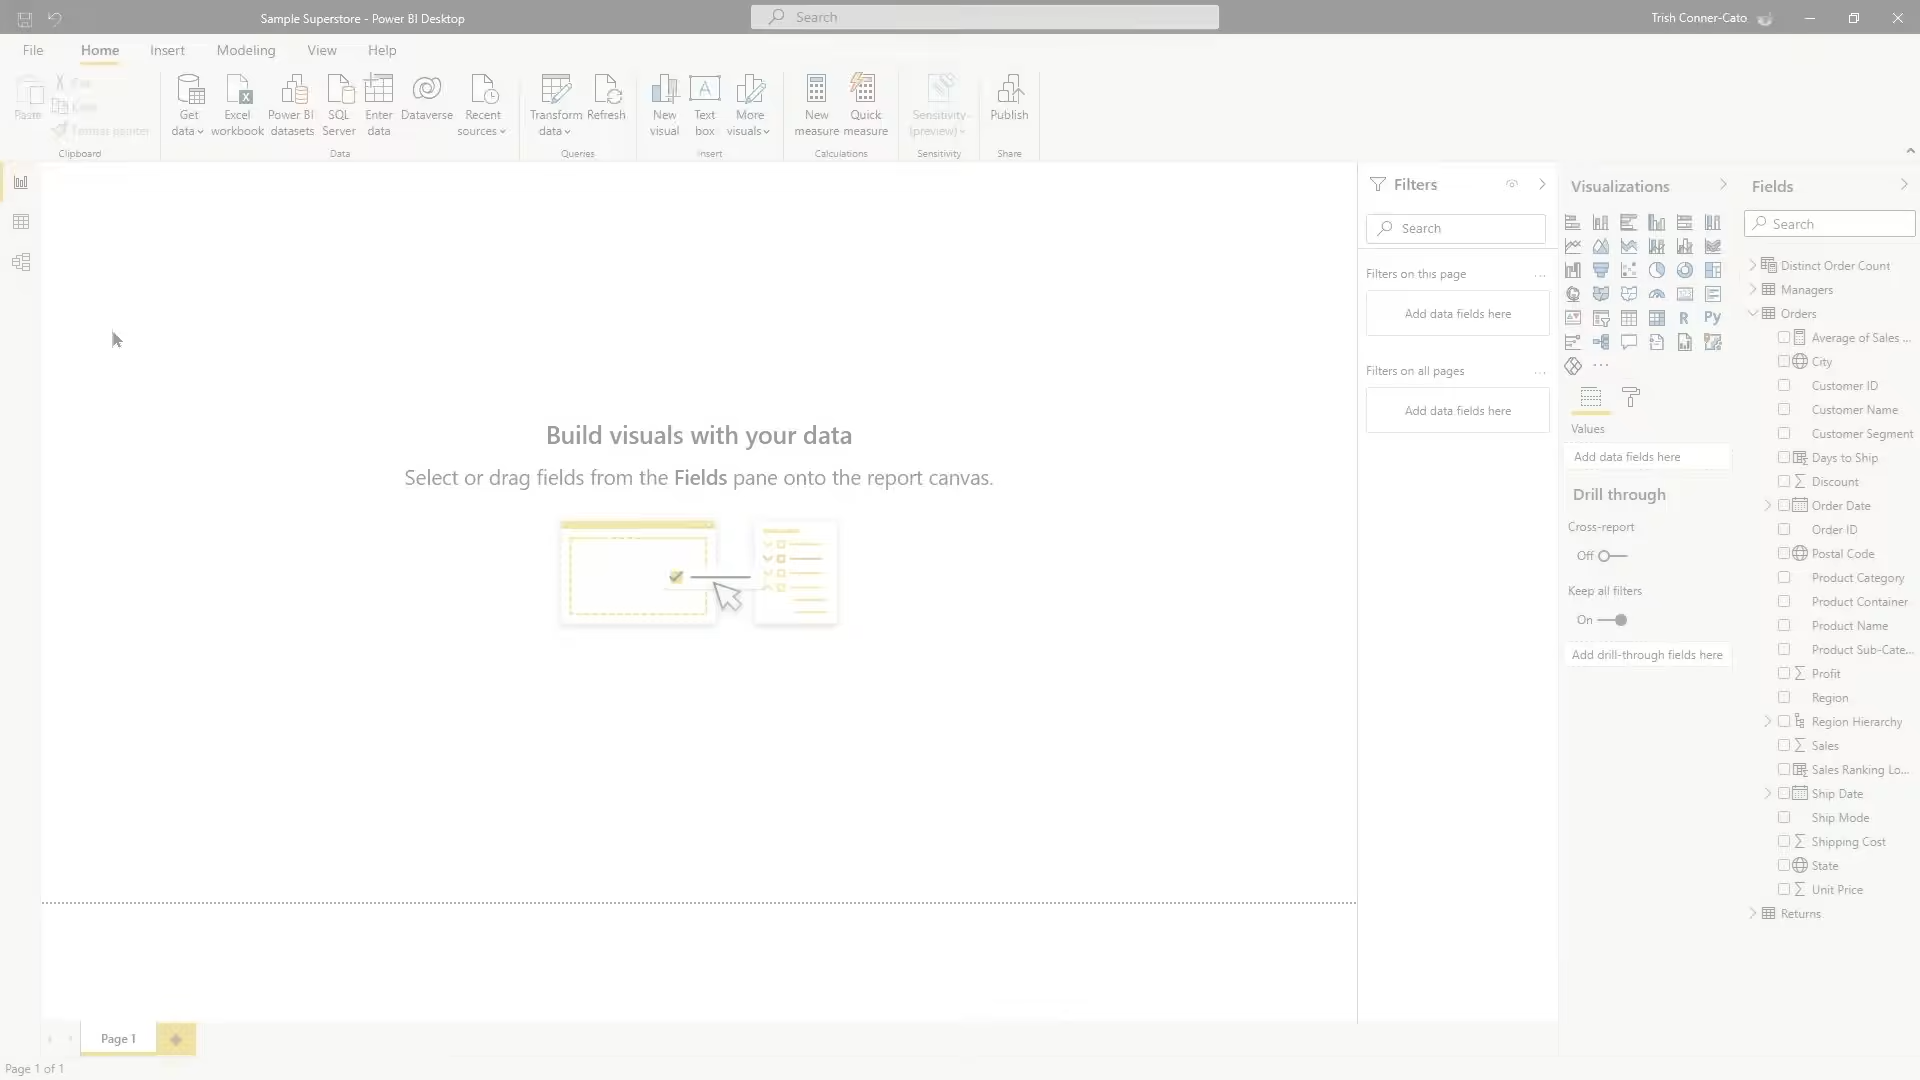 Sample Superstore - Power BI Desktop
Search
Trish Conner-Cato
File
Home
Insert
Modeling
View
Help
Paste
Format painter
Clipboard
Get data
Excel workbook
Power BI datasets
SQL Server
Enter data
Dataverse
Recent sources
Data
Transform data
Refresh
Queries
New visual
Text box
More visuals
Insert
New measure
Quick measure
Calculations
Sensitivity (preview)
Sensitivity
Publish
Share
Build visuals with your data
Select or drag fields from the Fields pane onto the report canvas.
Filters
Search
Filters on this page
...
Add data fields here
Filters on all pages
...
Add data fields here
Visualizations
R
Py
...
Values
Add data fields here
Drill through
Cross-report
Off
Keep all filters
On
Add drill-through fields here
Fields
Search
Distinct Order Count
Managers
Orders
Average of Sales ...
City
Customer ID
Customer Name
Customer Segment
Days to Ship
Discount
Order Date
Order ID
Postal Code
Product Category
Product Container
Product Name
Product Sub-Cate...
Profit
Region
Region Hierarchy
Sales
Sales Ranking Lo...
Ship Date
Ship Mode
Shipping Cost
State
Unit Price
Returns
Page 1
Page 1 of 1